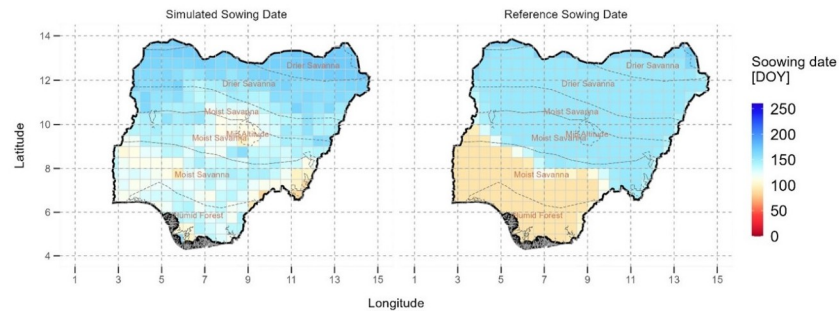 Simulated Sowing Date
Reference Sowing Date
14
12
10
8
6
4
Latitude
Drier Savanna
Drier Savanna
Moist Savanna
Mid Altitude
Moist Savanna
Moist Savanna
Humid Forest
Drier Savanna
Drier Savanna
Moist Savanna
Mid Altitude
Moist Savanna
Moist Savanna
Humid Forest
1 3 5 7 9 11 13 15
1 3 5 7 9 11 13 15
Longitude
Soowing date
[DOY]
250
200
150
100
50
0